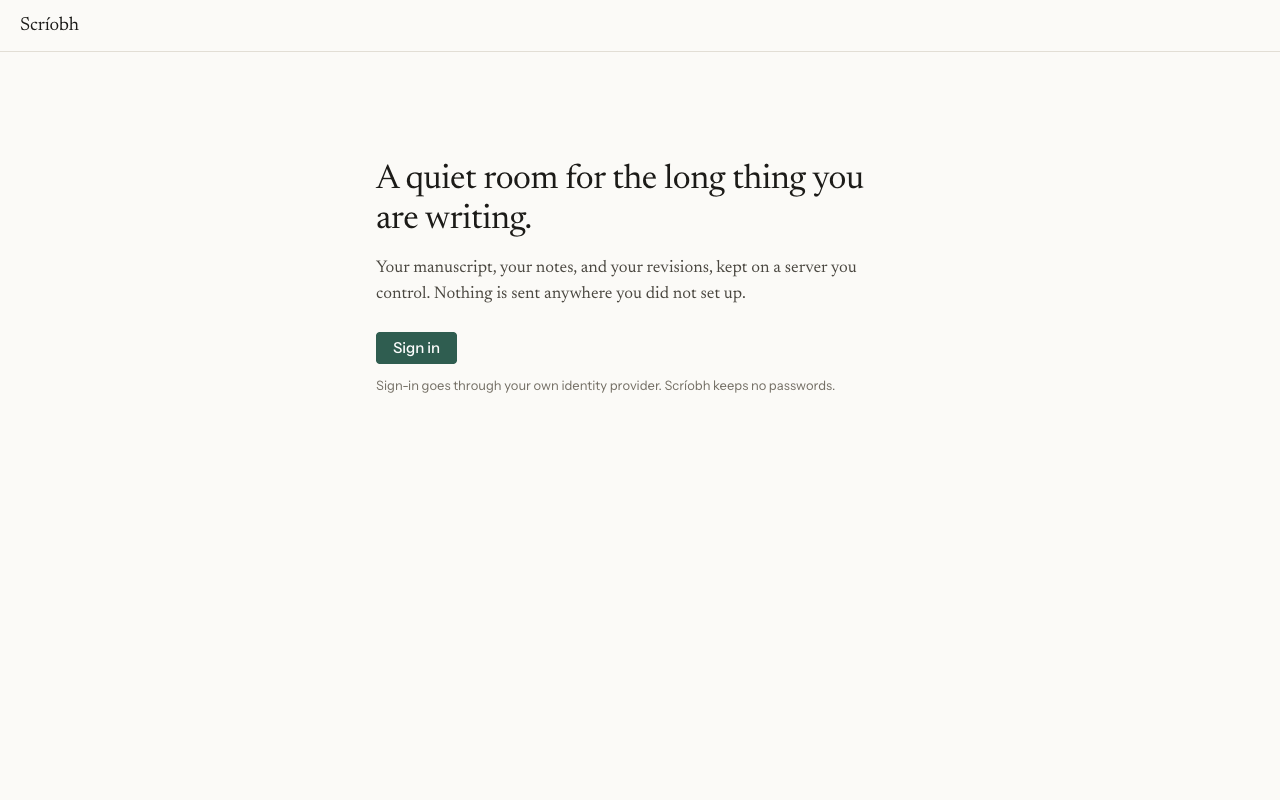 Scríobh
A quiet room for the long thing you
are writing.
Your manuscript, your notes, and your revisions, kept on a server you
control. Nothing is sent anywhere you did not set up.
Sign in
Sign-in goes through your own identity provider. Scríobh keeps no passwords.